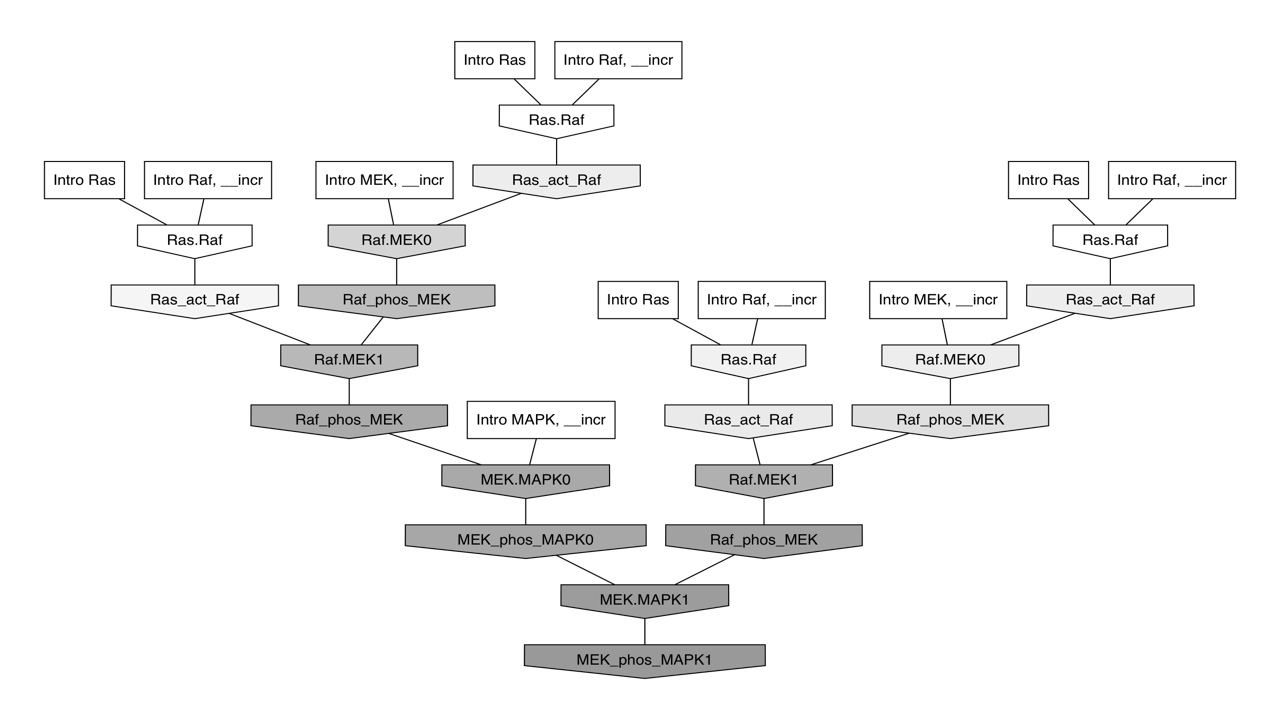 Intro Ras
Intro Raf, __incr
Ras.Raf
Intro Ras
Intro Raf, __incr
Intro MEK, __incr
Ras_act_Raf
Intro Ras
Intro Raf, __incr
Ras.Raf
Raf.MEK0
Ras.Raf
Ras_act_Raf
Raf_phos_MEK
Intro Ras
Intro Raf, __incr
Intro MEK, __incr
Ras_act_Raf
Raf.MEK1
Ras.Raf
Raf.MEK0
Raf_phos_MEK
Intro MAPK, __incr
Ras_act_Raf
Raf_phos_MEK
MEK.MAPK0
Raf.MEK1
MEK_phos_MAPK0
Raf_phos_MEK
MEK.MAPK1
MEK_phos_MAPK1